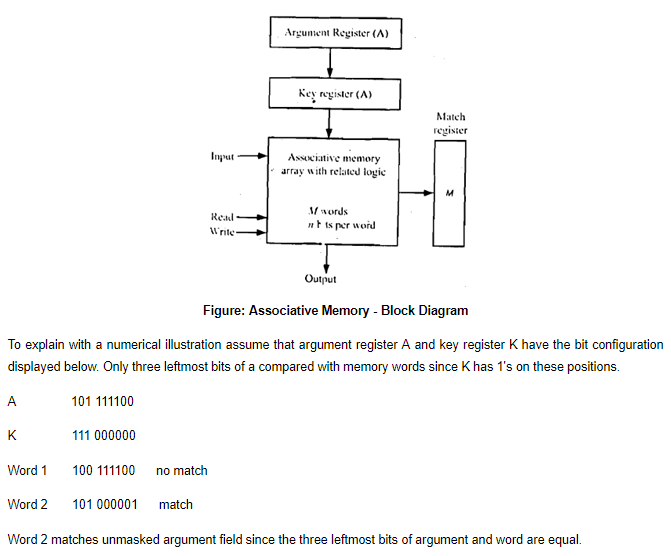 Argument Register (A)
Key register (A)
Match
register
Input
Associative memory
array with related logic
M
Read
Write
M words
n b ts per word
Output
Figure: Associative Memory - Block Diagram
To explain with a numerical illustration assume that argument register A and key register K have the bit configuration
displayed below. Only three leftmost bits of a compared with memory words since K has 1's on these positions.
A 101 111100
K 111 000000
Word 1 100 111100 no match
Word 2 101 000001 match
Word 2 matches unmasked argument field since the three leftmost bits of argument and word are equal.